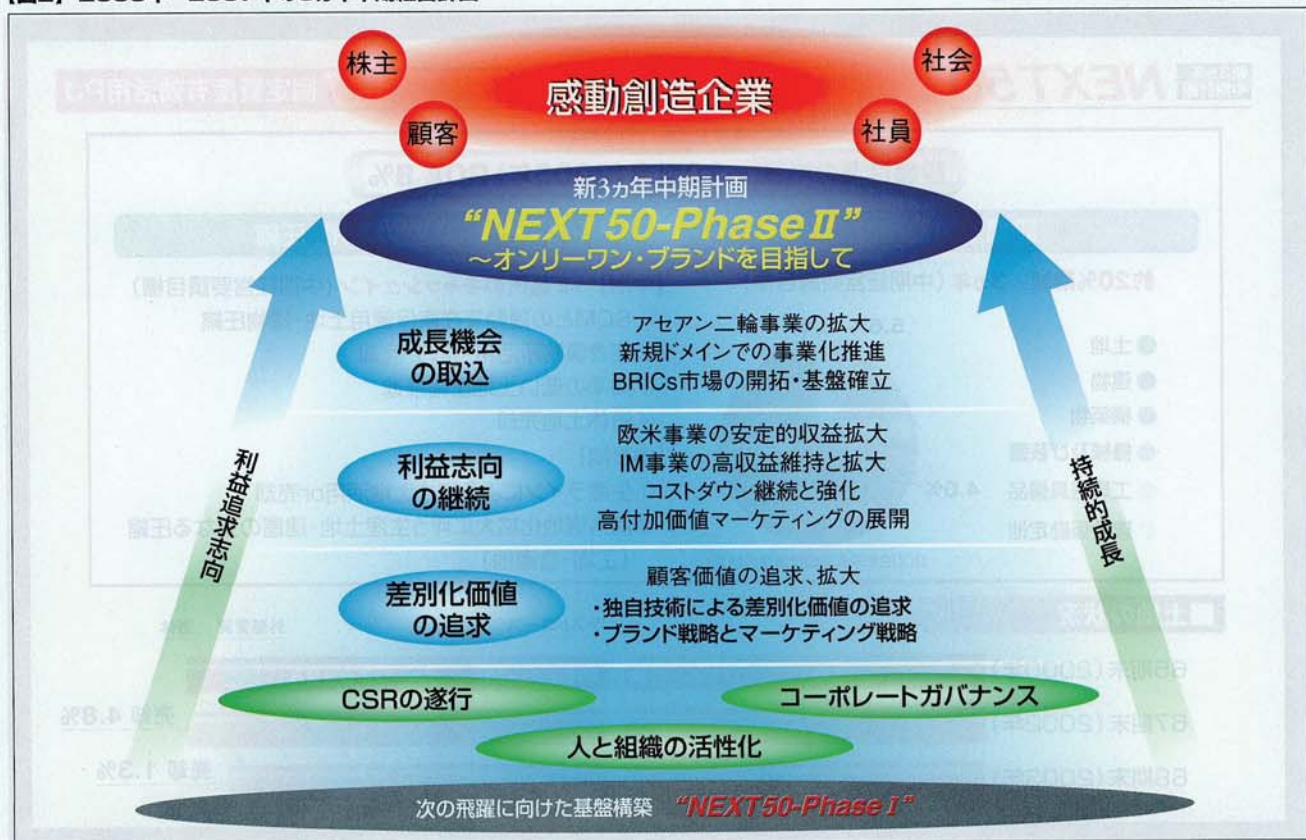 株主
社会
感動創造企業
顧客
社員
新3ヵ年中期計画
“NEXT50-Phase Ⅱ”
～オンリーワン・ブランドを目指して
成長機会
の取込
アセアン二輪事業の拡大
新規ドメインでの事業化推進
BRICs市場の開拓・基盤確立
利益追求志向
利益志向
の継続
欧米事業の安定的収益拡大
IM事業の高収益維持と拡大
コストダウン継続と強化
高付加価値マーケティングの展開
持続的成長
差別化価値
の追求
顧客価値の追求、拡大
・独自技術による差別化価値の追求
・ブランド戦略とマーケティング戦略
CSRの遂行
コーポレートガバナンス
人と組織の活性化
次の飛躍に向けた基盤構築 “NEXT50-Phase Ⅰ”